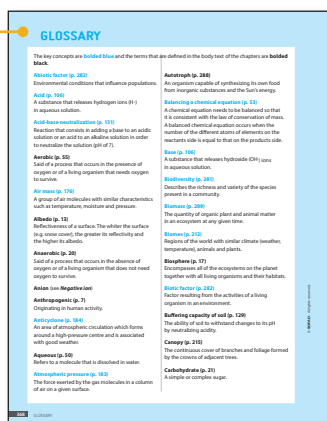 GLOSSARY
The key concepts are bolded blue and the terms that are defined in the body text of the chapters are bolded
black.
Abiotic factor (p. 282)
Environmental conditions that influence populations.
Acid (p. 106)
A substance that releases hydrogen ions (H+)
in aqueous solution.
Acid-base neutralization (p. 131)
Reaction that consists in adding a base to an acidic
solution or an acid to an alkaline solution in order
to neutralize the solution (pH of 7).
Aerobic (p. 55)
Said of a process that occurs in the presence of
oxygen or of a living organism that needs oxygen
to survive.
Air mass (p. 176)
A group of air molecules with similar characteristics
such as temperature, moisture and pressure.
Albedo (p. 13)
Reflectiveness of a surface. The whiter the surface
(e.g. snow cover), the greater its reflectivity and
the higher its albedo.
Anaerobic (p. 20)
Said of a process that occurs in the absence of
oxygen or of a living organism that does not need
oxygen to survive.
Anion (see Negative ion)
Anthropogenic (p. 7)
Originating in human activity.
Anticyclone (p. 184)
An area of atmospheric circulation which forms
around a high-pressure centre and is associated
with good weather.
Aqueous (p. 50)
Refers to a molecule that is dissolved in water.
Atmospheric pressure (p. 183)
The force exerted by the gas molecules in a column
of air on a given surface.
Autotroph (p. 288)
An organism capable of synthesizing its own food
from inorganic substances and the Sun's energy.
Balancing a chemical equation (p. 53)
A chemical equation needs to be balanced so that
it is consistent with the law of conservation of mass.
A balanced chemical equation occurs when the
number of the different atoms of elements on the
reactants side is equal to that on the products side.
Base (p. 106)
A substance that releases hydroxide (OH-) ions
in aqueous solution.
Biodiversity (p. 281)
Describes the richness and variety of the species
present in a community.
Biomass (p. 289)
The quantity of organic plant and animal matter
in an ecosystem at any given time.
Biomes (p. 212)
Regions of the world with similar climate (weather,
temperature), animals and plants.
Biosphere (p. 17)
Encompasses all of the ecosystems on the planet
together with all living organisms and their habitats.
Biotic factor (p. 282)
Factor resulting from the activities of a living
organism in an environment.
Buffering capacity of soil (p. 129)
The ability of soil to withstand changes to its pH
by neutralizing acidity.
Canopy (p. 215)
The continuous cover of branches and foliage formed
by the crowns of adjacent trees.
Carbohydrate (p. 21)
A simple or complex sugar.
368 GLOSSARY